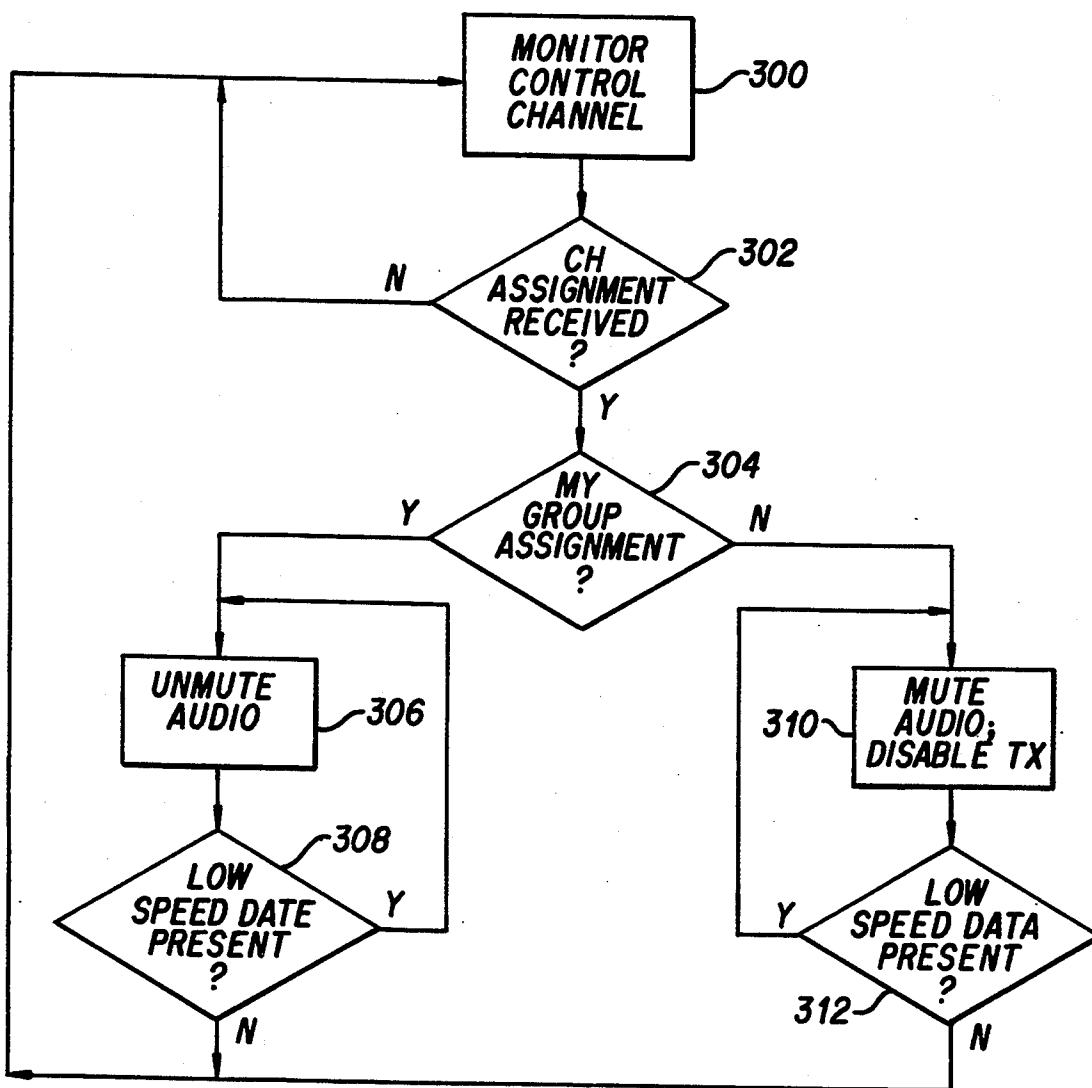 MONITOR
CONTROL
CHANNEL
300
CH
ASSIGNMENT
RECEIVED
?
302
N
Y
MY
GROUP
ASSIGNMENT
?
304
Y
N
UNMUTE
AUDIO
306
MUTE
AUDIO;
DISABLE TX
310
LOW
SPEED DATE
PRESENT
?
308
Y
N
LOW
SPEED DATA
PRESENT
?
312
Y
N